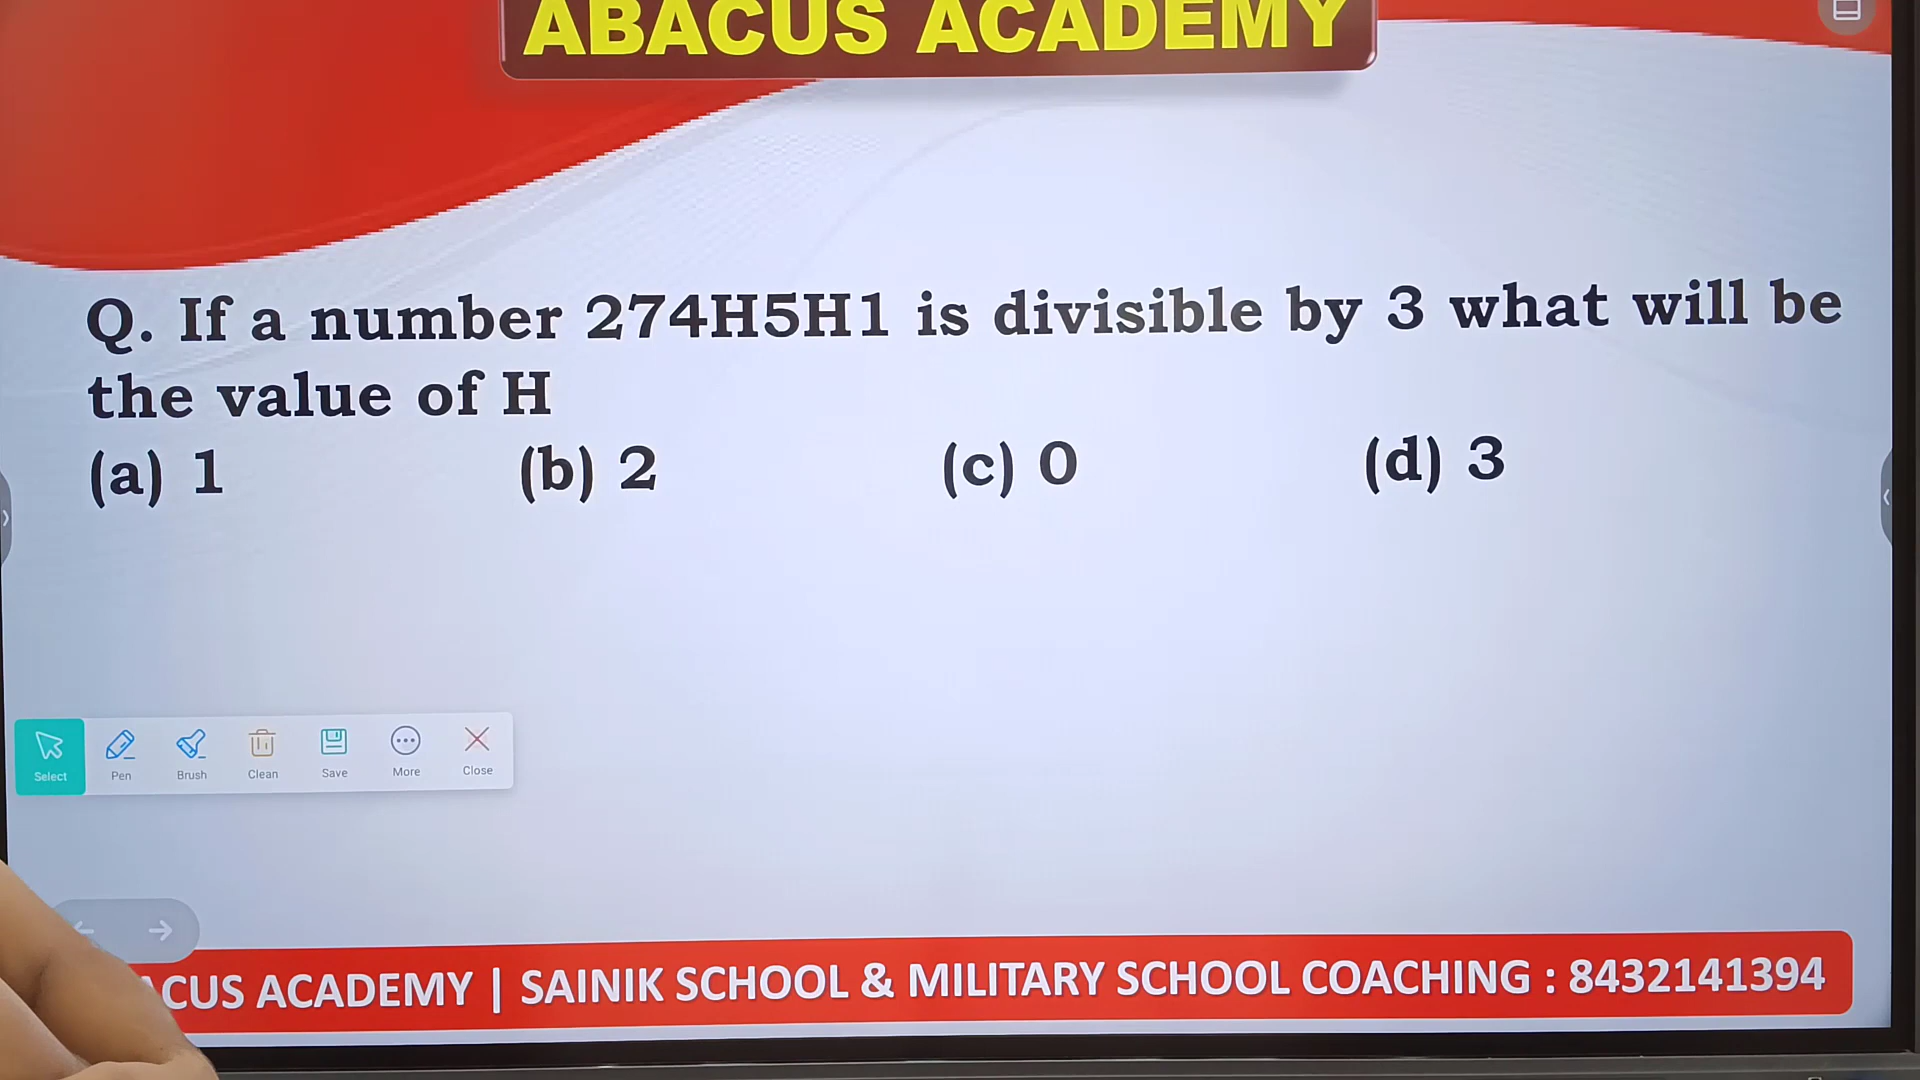 ABACUS ACADEMY
Q. If a number 274H5H1 is divisible by 3 what will be
the value of H
(a) 1 (b) 2 (c) 0 (d) 3
Select Pen Brush Clean Save More Close
ACUS ACADEMY | SAINIK SCHOOL & MILITARY SCHOOL COACHING : 8432141394